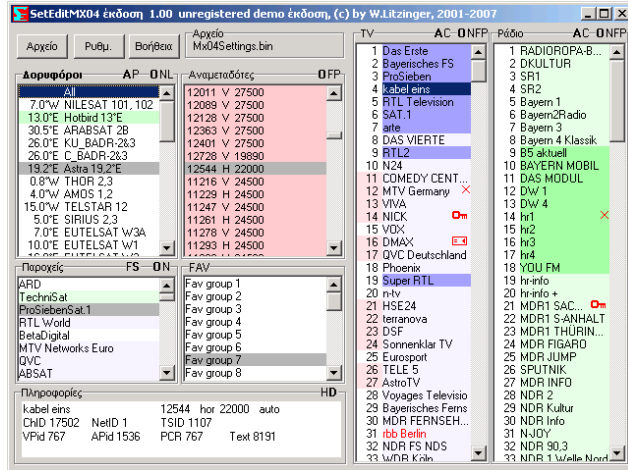 SetEditMX04 έκδοση 1.00 unregistered demo έκδοση, (c) by W.Litzinger, 2001-2007
Αρχείο
Ρυθμ.
Βοήθεια
Αρχείο
Mx04Settings.bin
Δορυφόροι AP ONL
All
7.0°W NILESAT 101, 102
13.0°E Hotbird 13°E
30.5°E ARABSAT 2B
26.0°E KU_BADR-2&3
26.0°E C_BADR-2&3
19.2°E Astra 19,2°E
0.8°W THOR 2,3
4.0°W AMOS 1,2
15.0°W TELSTAR 12
5.0°E SIRIUS 2,3
7.0°E EUTELSAT W3A
10.0°E EUTELSAT W1
Αναμεταδότες OFP
12011 V 27500
12089 V 27500
12128 V 27500
12363 V 27500
12401 V 27500
12728 V 19890
12544 H 22000
11216 V 24500
11229 V 24500
11247 V 24500
11261 H 24500
11278 V 24500
11293 H 24500
Παροχείς FS ON
ARD
TechniSat
ProSiebenSat.1
RTL World
BetaDigital
MTV Networks Euro
QVC
ABSAT
FAV
Fav group 1
Fav group 2
Fav group 3
Fav group 4
Fav group 5
Fav group 6
Fav group 7
Fav group 8
Πληροφορίες HD
kabel eins 12544 hor 22000 auto
ChID 17502 NetID 1 TSID 1107
VPid 767 APid 1536 PCR 767 Text 8191
TV AC ONFP
1 Das Erste
2 Bayerisches FS
3 ProSieben
4 kabel eins
5 RTL Television
6 SAT.1
7 arte
8 DAS VIERTE
9 RTL2
10 N24
11 COMEDY CENT...
12 MTV Germany
13 VIVA
14 NICK
15 VOX
16 DMAX
17 QVC Deutschland
18 Phoenix
19 Super RTL
20 n-tv
21 HSE24
22 terranova
23 DSF
24 Sonnenklar TV
25 Eurosport
26 TELE 5
27 AstroTV
28 Voyages Televisio
29 Bayerisches Ferns
30 MDR FERNSEH...
31 rbb Berlin
32 NDR FS NDS
33 WDR Köln
Ράδιο AC ONFP
1 RADIOROPA-B...
2 DKULTUR
3 SR1
4 SR2
5 Bayern 1
6 Bayern2Radio
7 Bayern 3
8 Bayern 4 Klassik
9 B5 aktuell
10 BAYERN MOBIL
11 DAS MODUL
12 DW 1
13 DW 4
14 hr1
15 hr2
16 hr3
17 hr4
18 YOU FM
19 hr-info
20 hr-info +
21 MDR1 SAC...
22 MDR1 S-ANHALT
23 MDR1 THÜRIN...
24 MDR FIGARO
25 MDR JUMP
26 SPUTNIK
27 MDR INFO
28 NDR 2
29 NDR Kultur
30 NDR Info
31 N-JOY
32 NDR 90,3
33 NDR 1 Welle Nord